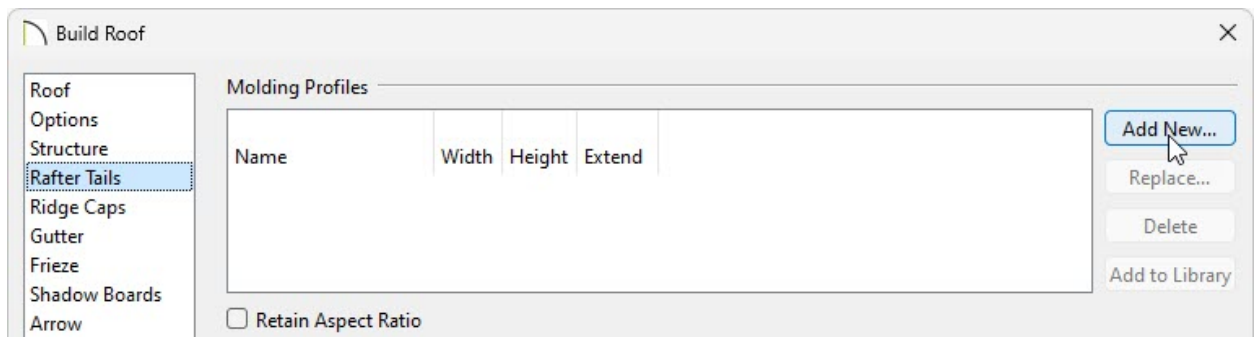 Build Roof
Roof
Options
Structure
Rafter Tails
Ridge Caps
Gutter
Frieze
Shadow Boards
Arrow
Molding Profiles
Name Width Height Extend
Add New...
Replace...
Delete
Add to Library
Retain Aspect Ratio